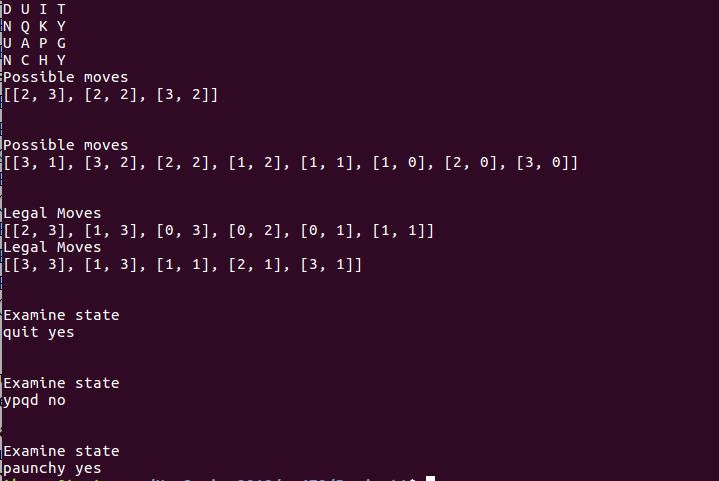 D U I T
N Q K Y
U A P G
N C H Y
Possible moves
[[2, 3], [2, 2], [3, 2]]
Possible moves
[[3, 1], [3, 2], [2, 2], [1, 2], [1, 1], [1, 0], [2, 0], [3, 0]]
Legal Moves
[[2, 3], [1, 3], [0, 3], [0, 2], [0, 1], [1, 1]]
Legal Moves
[[3, 3], [1, 3], [1, 1], [2, 1], [3, 1]]
Examine state
quit yes
Examine state
ypqd no
Examine state
paunchy yes